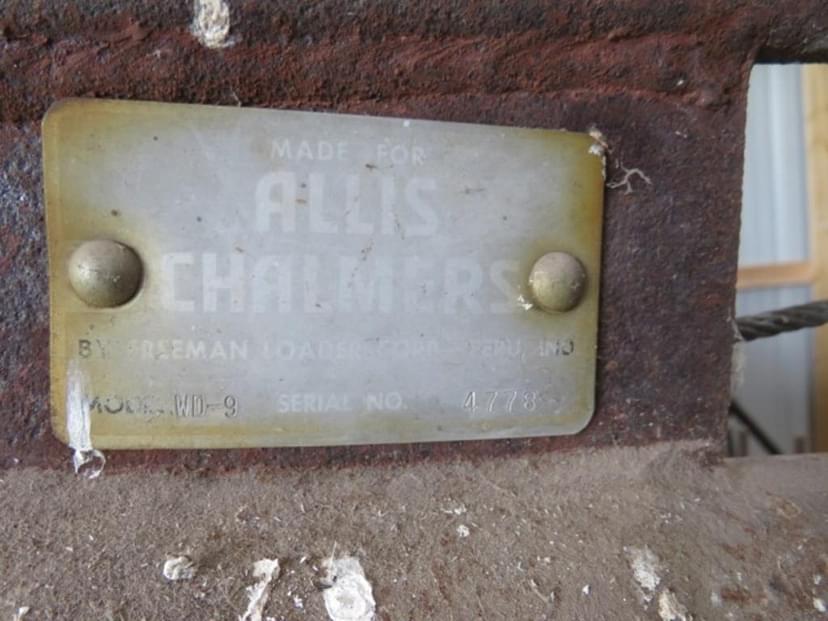 MADE FOR
ALLIS
CHALMERS
BY FREEMAN LOADER CORP. PERU, IND
MODEL WD-9 SERIAL NO. 4778